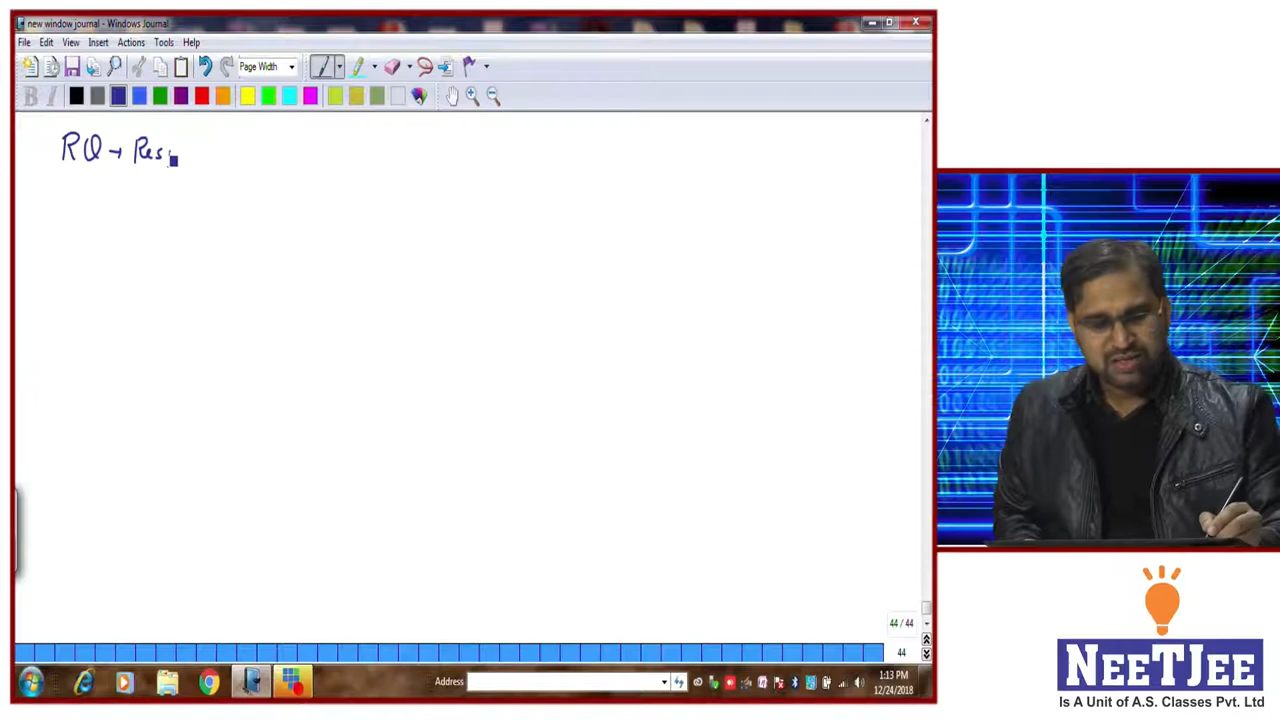 new window journal - Windows Journal
File Edit View Insert Actions Tools Help
Page Width
B I
RQ → Res
44 / 44
44
Address
1:13 PM
12/24/2018
NEETJEE
Is A Unit of A.S. Classes Pvt. Ltd